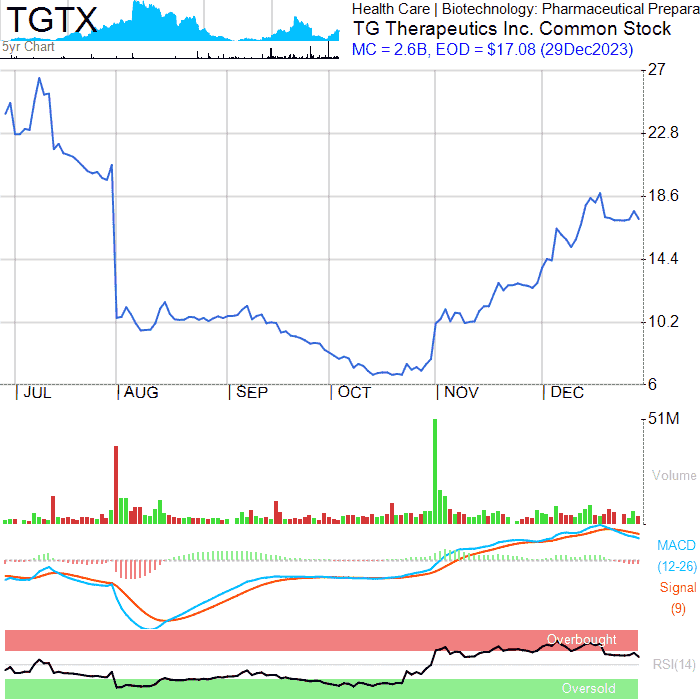 TGTX
5yr Chart
Health Care | Biotechnology: Pharmaceutical Prepara
TG Therapeutics Inc. Common Stock
MC = 2.6B, EOD = $17.08 (29Dec2023)
27
22.8
18.6
14.4
10.2
6
JUL
AUG
SEP
OCT
NOV
DEC
51M
Volume
MACD
(12-26)
Signal
(9)
Overbought
RSI(14)
Oversold